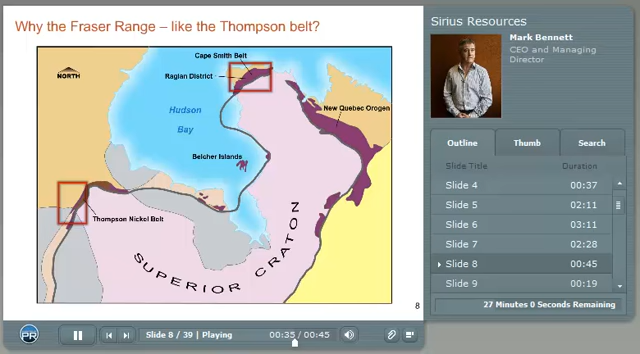 Why the Fraser Range – like the Thompson belt?
Cape Smith Belt
Raglan District
NORTH
Hudson
Bay
New Quebec Orogen
Belcher Islands
Thompson Nickel Belt
SUPERIOR CRATON
8
PR
Slide 8 / 39 | Playing
00:35 / 00:45
Sirius Resources
Mark Bennett
CEO and Managing
Director
Outline Thumb Search
Slide Title Duration
Slide 4 00:37
Slide 5 02:11
Slide 6 03:11
Slide 7 02:28
Slide 8 00:45
Slide 9 00:19
27 Minutes 0 Seconds Remaining